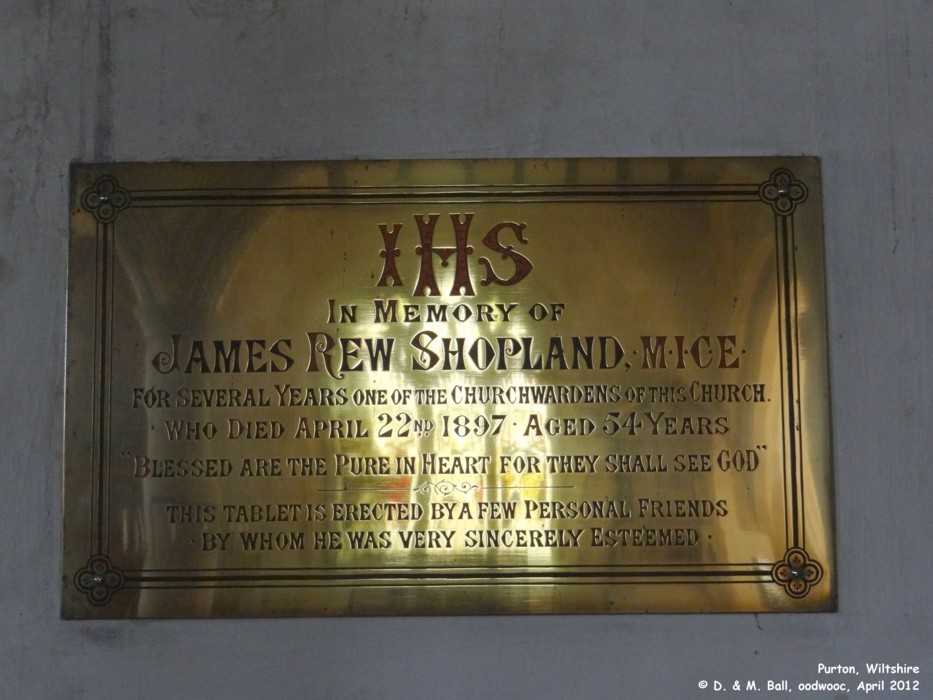 IHS
IN MEMORY OF
JAMES REW SHOPLAND, M·I·C·E·
FOR SEVERAL YEARS ONE OF THE CHURCHWARDENS OF THIS CHURCH.
· WHO DIED APRIL 22ND 1897 · AGED 54 YEARS
"BLESSED ARE THE PURE IN HEART FOR THEY SHALL SEE GOD"
THIS TABLET IS ERECTED BY A FEW PERSONAL FRIENDS
· BY WHOM HE WAS VERY SINCERELY ESTEEMED ·
Purton, Wiltshire
© D. & M. Ball, oodwooc, April 2012